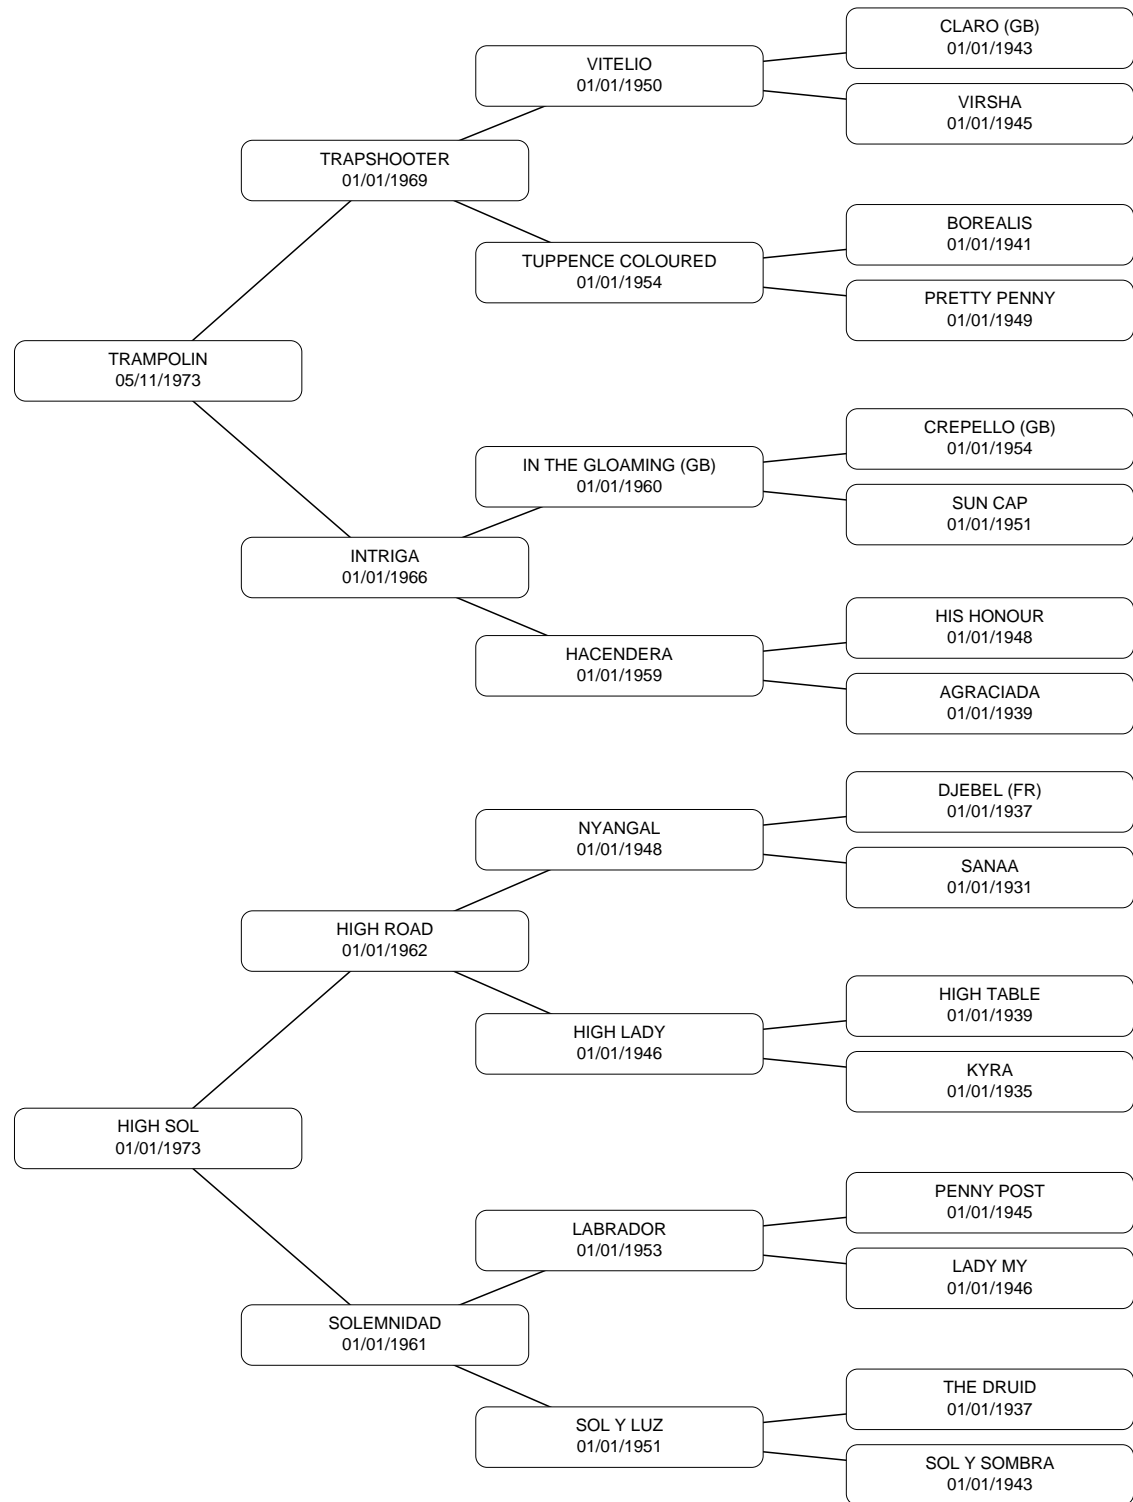 CLARO (GB)
01/01/1943
VITELIO
01/01/1950
VIRSHA
01/01/1945
TRAPSHOOTER
01/01/1969
BOREALIS
01/01/1941
TUPPENCE COLOURED
01/01/1954
PRETTY PENNY
01/01/1949
TRAMPOLIN
05/11/1973
CREPELLO (GB)
01/01/1954
IN THE GLOAMING (GB)
01/01/1960
SUN CAP
01/01/1951
INTRIGA
01/01/1966
HIS HONOUR
01/01/1948
HACENDERA
01/01/1959
AGRACIADA
01/01/1939
DJEBEL (FR)
01/01/1937
NYANGAL
01/01/1948
SANAA
01/01/1931
HIGH ROAD
01/01/1962
HIGH TABLE
01/01/1939
HIGH LADY
01/01/1946
KYRA
01/01/1935
HIGH SOL
01/01/1973
PENNY POST
01/01/1945
LABRADOR
01/01/1953
LADY MY
01/01/1946
SOLEMNIDAD
01/01/1961
THE DRUID
01/01/1937
SOL Y LUZ
01/01/1951
SOL Y SOMBRA
01/01/1943